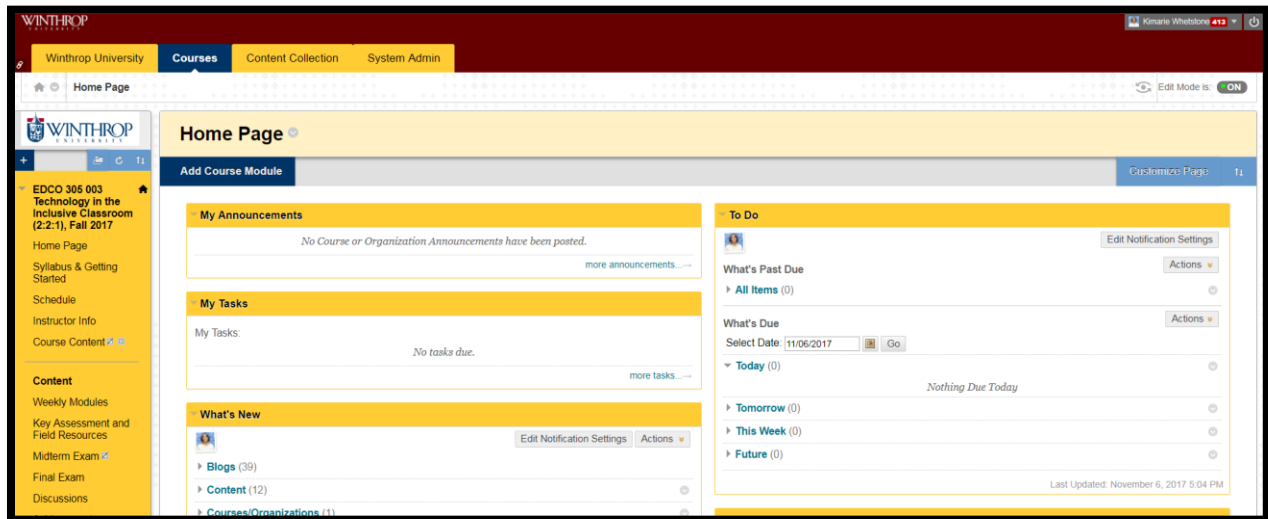 WINTHROP
UNIVERSITY
Kimarie Whetstone 413
Winthrop University
Courses
Content Collection
System Admin
Home Page
Edit Mode is: ON
WINTHROP
UNIVERSITY
EDCO 305 003
Technology in the
Inclusive Classroom
(2:2:1), Fall 2017
Home Page
Syllabus & Getting
Started
Schedule
Instructor Info
Course Content
Content
Weekly Modules
Key Assessment and
Field Resources
Midterm Exam
Final Exam
Discussions
Home Page
Add Course Module
Customize Page
My Announcements
No Course or Organization Announcements have been posted.
more announcements...→
My Tasks
My Tasks:
No tasks due.
more tasks...→
What's New
Edit Notification Settings
Actions
Blogs (39)
Content (12)
Courses/Organizations (1)
To Do
Edit Notification Settings
What's Past Due
Actions
All Items (0)
What's Due
Actions
Select Date: 11/06/2017 Go
Today (0)
Nothing Due Today
Tomorrow (0)
This Week (0)
Future (0)
Last Updated: November 6, 2017 5:04 PM